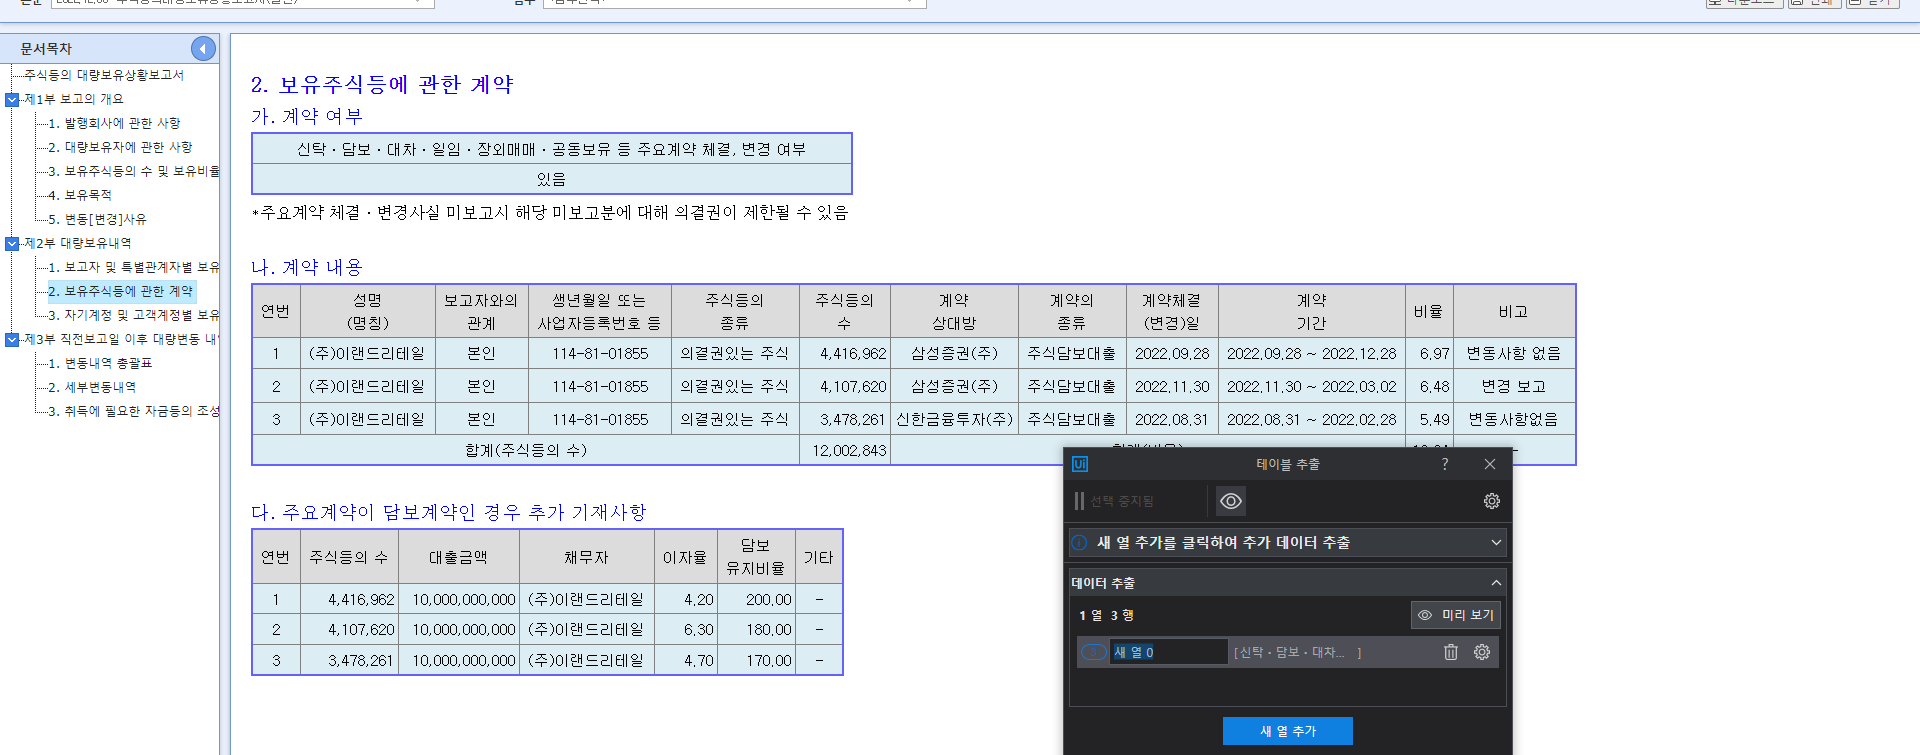 문서목차
주식등의 대량보유상황보고서
제1부 보고의 개요
1. 발행회사에 관한 사항
2. 대량보유자에 관한 사항
3. 보유주식등의 수 및 보유비율
4. 보유목적
5. 변동[변경]사유
제2부 대량보유내역
1. 보고자 및 특별관계자별 보유
2. 보유주식등에 관한 계약
3. 자기계정 및 고객계정별 보유
제3부 직전보고일 이후 대량변동 내
1. 변동내역 총괄표
2. 세부변동내역
3. 취득에 필요한 자금등의 조성
2. 보유주식등에 관한 계약
가. 계약 여부
신탁・담보・대차・일임・장외매매・공동보유 등 주요계약 체결, 변경 여부
있음
*주요계약 체결・변경사실 미보고시 해당 미보고분에 대해 의결권이 제한될 수 있음
나. 계약 내용
연번 성명 (명칭) 보고자와의 관계 생년월일 또는 사업자등록번호 등 주식등의 종류 주식등의 수 계약 상대방 계약의 종류 계약체결 (변경)일 계약 기간 비율 비고
1 (주)이랜드리테일 본인 114-81-01855 의결권있는 주식 4,416,962 삼성증권(주) 주식담보대출 2022.09.28 2022.09.28 ~ 2022.12.28 6.97 변동사항 없음
2 (주)이랜드리테일 본인 114-81-01855 의결권있는 주식 4,107,620 삼성증권(주) 주식담보대출 2022.11.30 2022.11.30 ~ 2022.03.02 6.48 변경 보고
3 (주)이랜드리테일 본인 114-81-01855 의결권있는 주식 3,478,261 신한금융투자(주) 주식담보대출 2022.08.31 2022.08.31 ~ 2022.02.28 5.49 변동사항없음
합계(주식등의 수) 12,002,843 -
다. 주요계약이 담보계약인 경우 추가 기재사항
연번 주식등의 수 대출금액 채무자 이자율 담보 유지비율 기타
1 4,416,962 10,000,000,000 (주)이랜드리테일 4.20 200.00 -
2 4,107,620 10,000,000,000 (주)이랜드리테일 6.30 180.00 -
3 3,478,261 10,000,000,000 (주)이랜드리테일 4.70 170.00 -
Ui 테이블 추출 ?
선택 중지됨
새 열 추가를 클릭하여 추가 데이터 추출
데이터 추출
1 열 3 행 미리 보기
3 새 열 0 [신탁・담보・대차... ]
새 열 추가